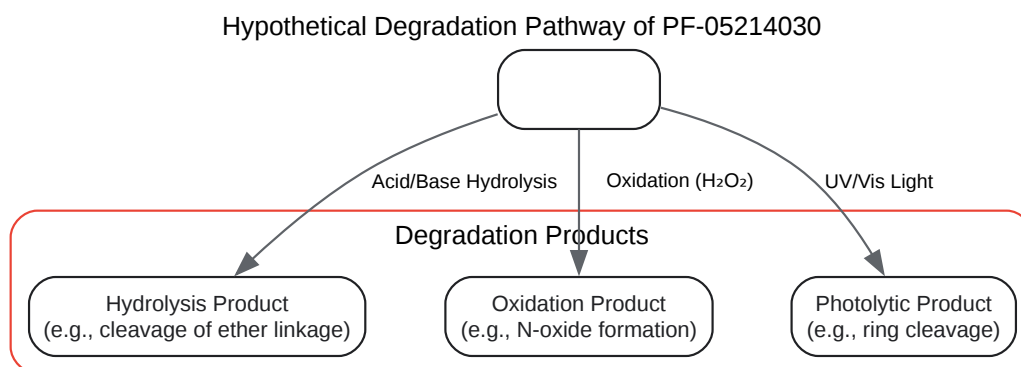 Hypothetical Degradation Pathway of PF-05214030
Acid/Base Hydrolysis
Oxidation (H₂O₂)
UV/Vis Light
Degradation Products
Hydrolysis Product
(e.g., cleavage of ether linkage)
Oxidation Product
(e.g., N-oxide formation)
Photolytic Product
(e.g., ring cleavage)